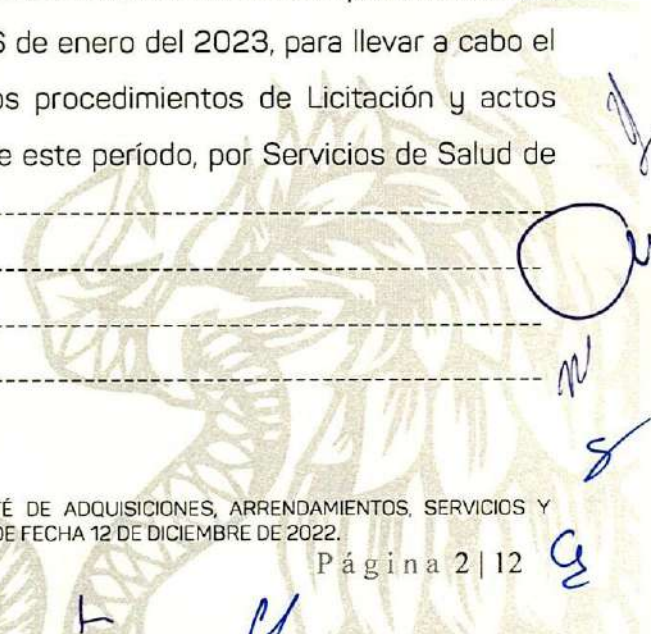 6 de enero del 2023, para llevar a cabo el
os procedimientos de Licitación y actos
e este período, por Servicios de Salud de
É DE ADQUISICIONES, ARRENDAMIENTOS, SERVICIOS Y
DE FECHA 12 DE DICIEMBRE DE 2022.
Página 2|12